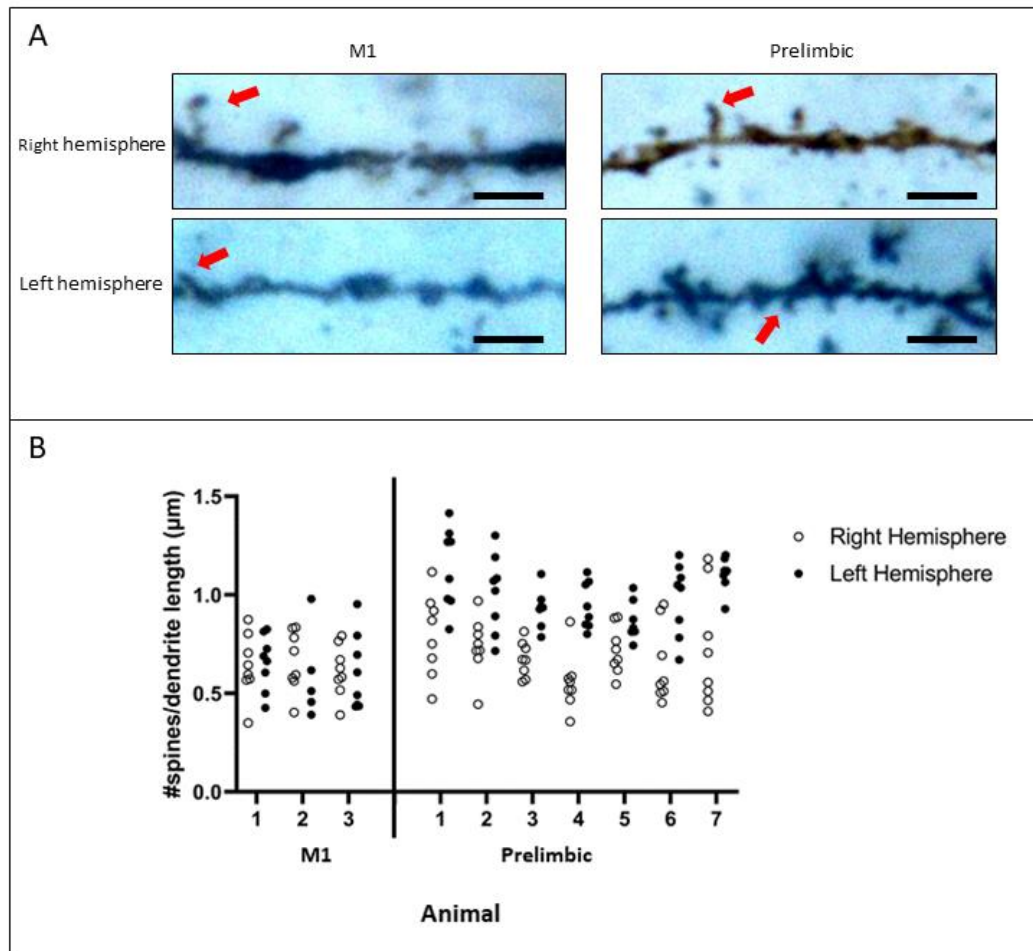 A
M1
Prelimbic
Right hemisphere
Left hemisphere
B
#spines/dendrite length (µm)
1.5
1.0
0.5
0.0
1 2 3
1 2 3 4 5 6 7
M1
Prelimbic
Animal
Right Hemisphere
Left Hemisphere